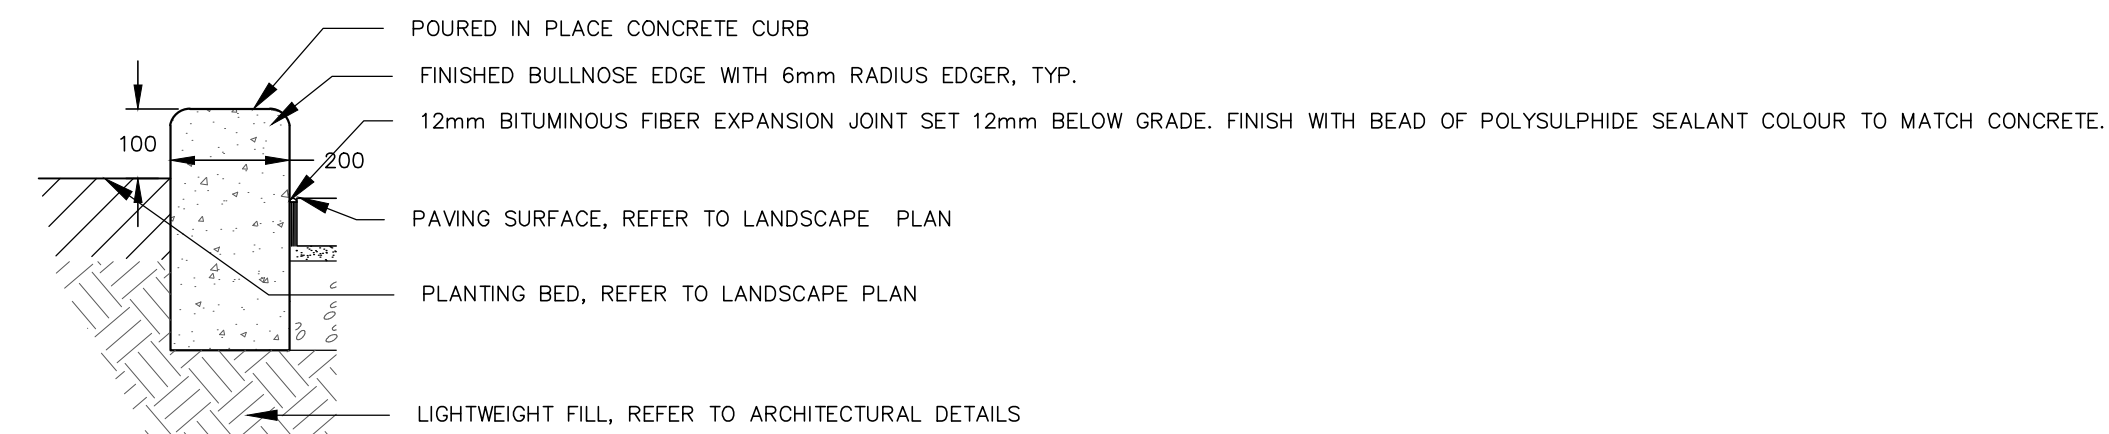 POURED IN PLACE CONCRETE CURB
FINISHED BULLNOSE EDGE WITH 6mm RADIUS EDGER, TYP.
12mm BITUMINOUS FIBER EXPANSION JOINT SET 12mm BELOW GRADE. FINISH WITH BEAD OF POLYSULPHIDE SEALANT COLOUR TO MATCH CONCRETE.
100
200
PAVING SURFACE, REFER TO LANDSCAPE PLAN
PLANTING BED, REFER TO LANDSCAPE PLAN
LIGHTWEIGHT FILL, REFER TO ARCHITECTURAL DETAILS